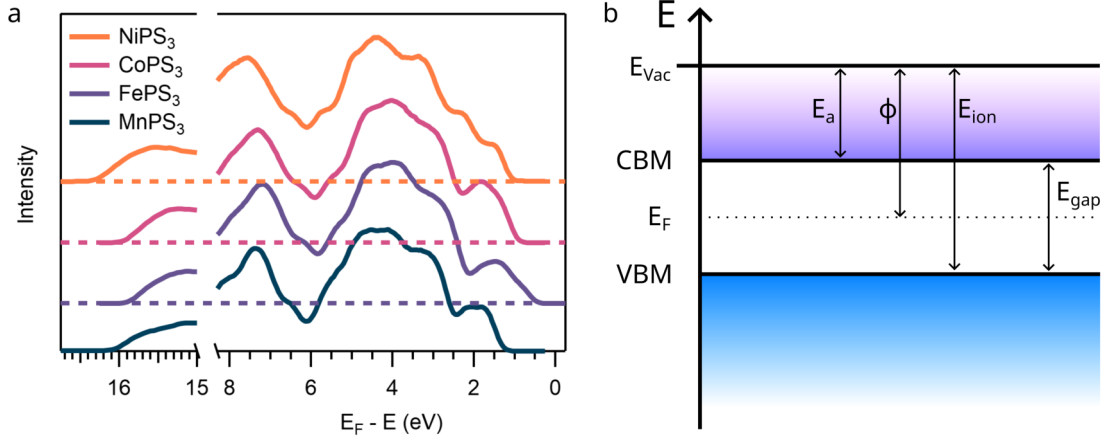 a
NiPS3
CoPS3
FePS3
MnPS3
Intensity
16 15 8 6 4 2 0
EF - E (eV)
b
E
EVac
Ea
ϕ
Eion
CBM
Egap
EF
VBM